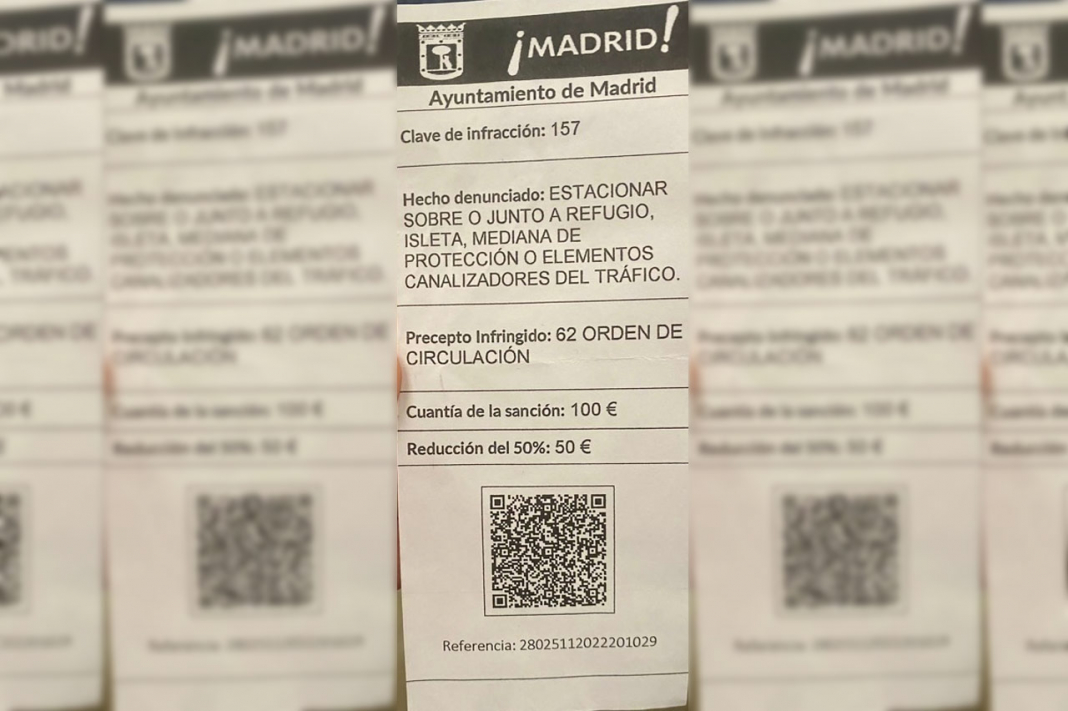 ¡MADRID!
Ayuntamiento de Madrid
Clave de infracción: 157
Hecho denunciado: ESTACIONAR
SOBRE O JUNTO A REFUGIO,
ISLETA, MEDIANA DE
PROTECCIÓN O ELEMENTOS
CANALIZADORES DEL TRÁFICO.
Precepto Infringido: 62 ORDEN DE
CIRCULACIÓN
Cuantía de la sanción: 100 €
Reducción del 50%: 50 €
Referencia: 28025112022201029